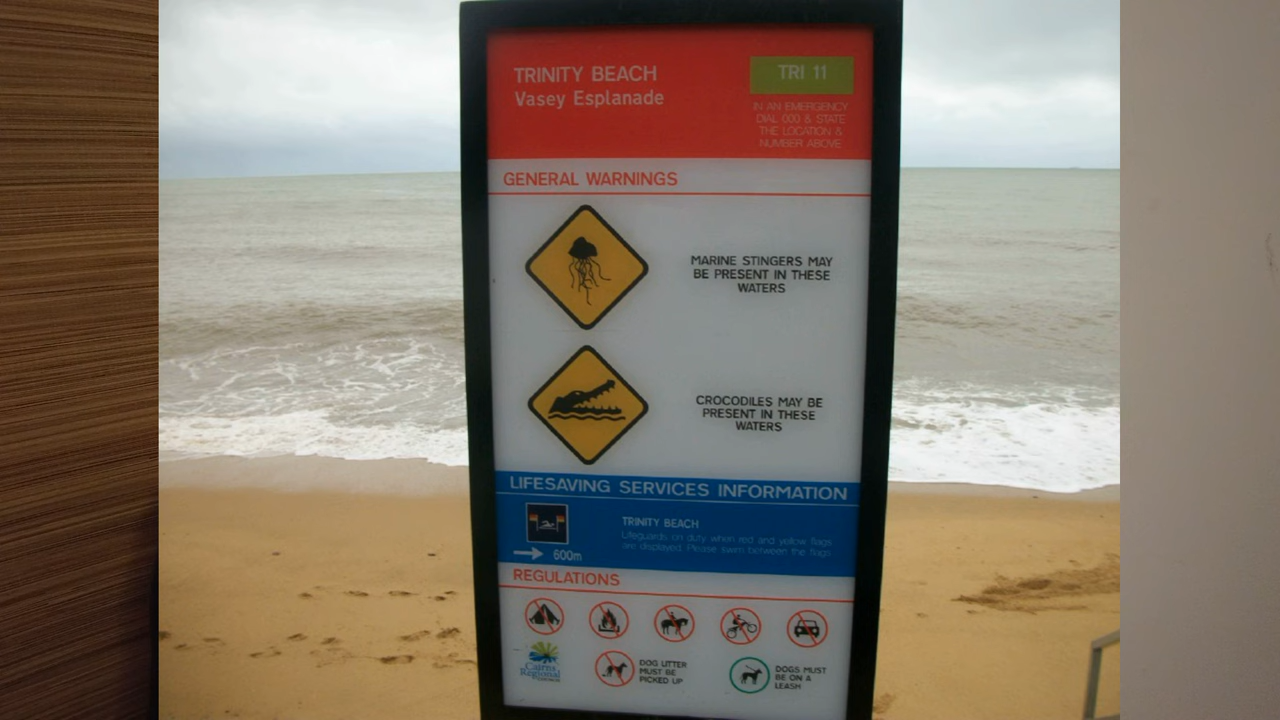 TRINITY BEACH
Vasey Esplanade
TRI 11
IN AN EMERGENCY
DIAL 000 & STATE
THE LOCATION &
NUMBER ABOVE
GENERAL WARNINGS
MARINE STINGERS MAY
BE PRESENT IN THESE
WATERS
CROCODILES MAY BE
PRESENT IN THESE
WATERS
LIFESAVING SERVICES INFORMATION
TRINITY BEACH
Lifeguards on duty when red and yellow flags
are displayed. Please swim between the flags.
600m
REGULATIONS
Cairns
Regional
COUNCIL
DOG LITTER
MUST BE
PICKED UP
DOGS MUST
BE ON A
LEASH